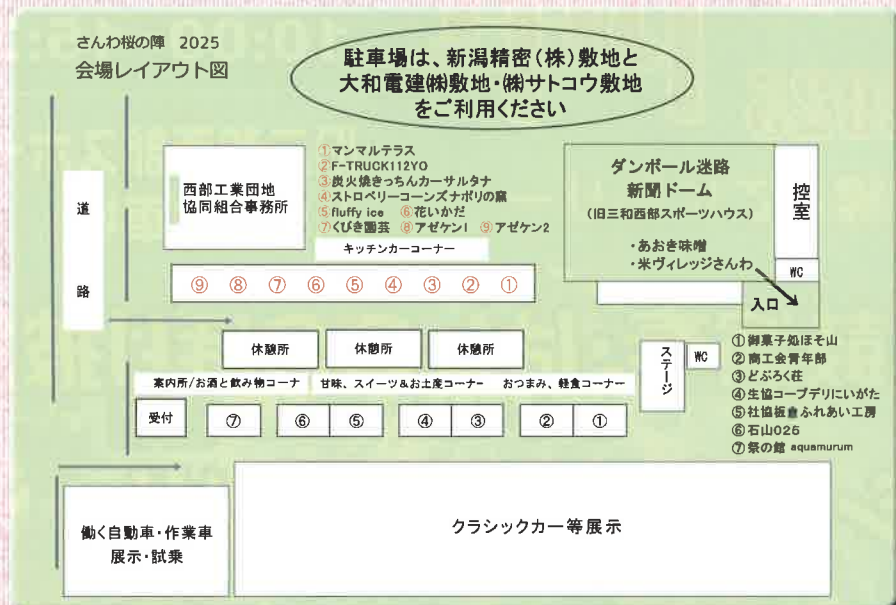 さんわ桜の陣 2025
会場レイアウト図
駐車場は、新潟精密(株)敷地と
大和電建㈱敷地・㈱サトコウ敷地
をご利用ください
道
路
西部工業団地
協同組合事務所
①マンマルテラス
②F-TRUCK112YO
③炭火焼きっちんカーサルタナ
④ストロベリーコーンズナポリの窯
⑤fluffy ice ⑥花いかだ
⑦くびき園芸 ⑧アゼケン1 ⑨アゼケン2
キッチンカーコーナー
⑨ ⑧ ⑦ ⑥ ⑤ ④ ③ ② ①
ダンボール迷路
新聞ドーム
(旧三和西部スポーツハウス)
・あおき味噌
・米ヴィレッジさんわ
控室
WC
入口
休憩所 休憩所 休憩所
ステージ
WC
案内所/お酒と飲み物コーナ 甘味、スイーツ&お土産コーナー おつまみ、軽食コーナー
受付 ⑦ ⑥ ⑤ ④ ③ ② ①
①御菓子処ほそ山
②商工会青年部
③どぶろく荘
④生協コープデリにいがた
⑤社協板倉ふれあい工房
⑥石山025
⑦祭の館 aquamurum
働く自動車・作業車
展示・試乗
クラシックカー等展示